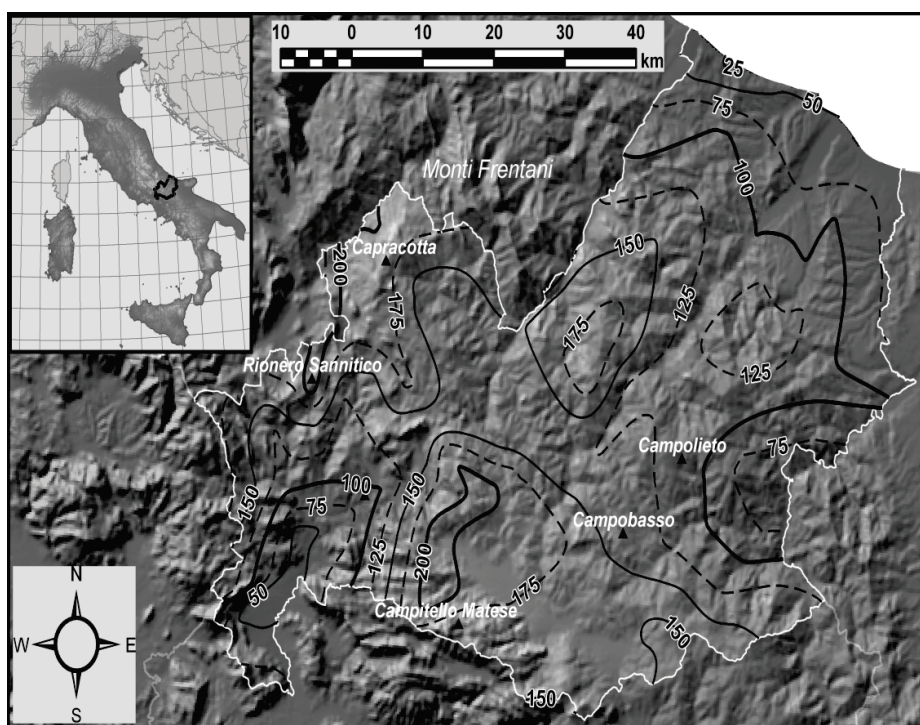 10 0 10 20 30 40
km
25
50
75
100
Monti Frentani
150
200
Capracotta
175
125
175
125
Rionero Sannitico
75
Campolieto
150
100
150
75
Campobasso
125
200
50
175
Campitello Matese
150
150
N
W E
S